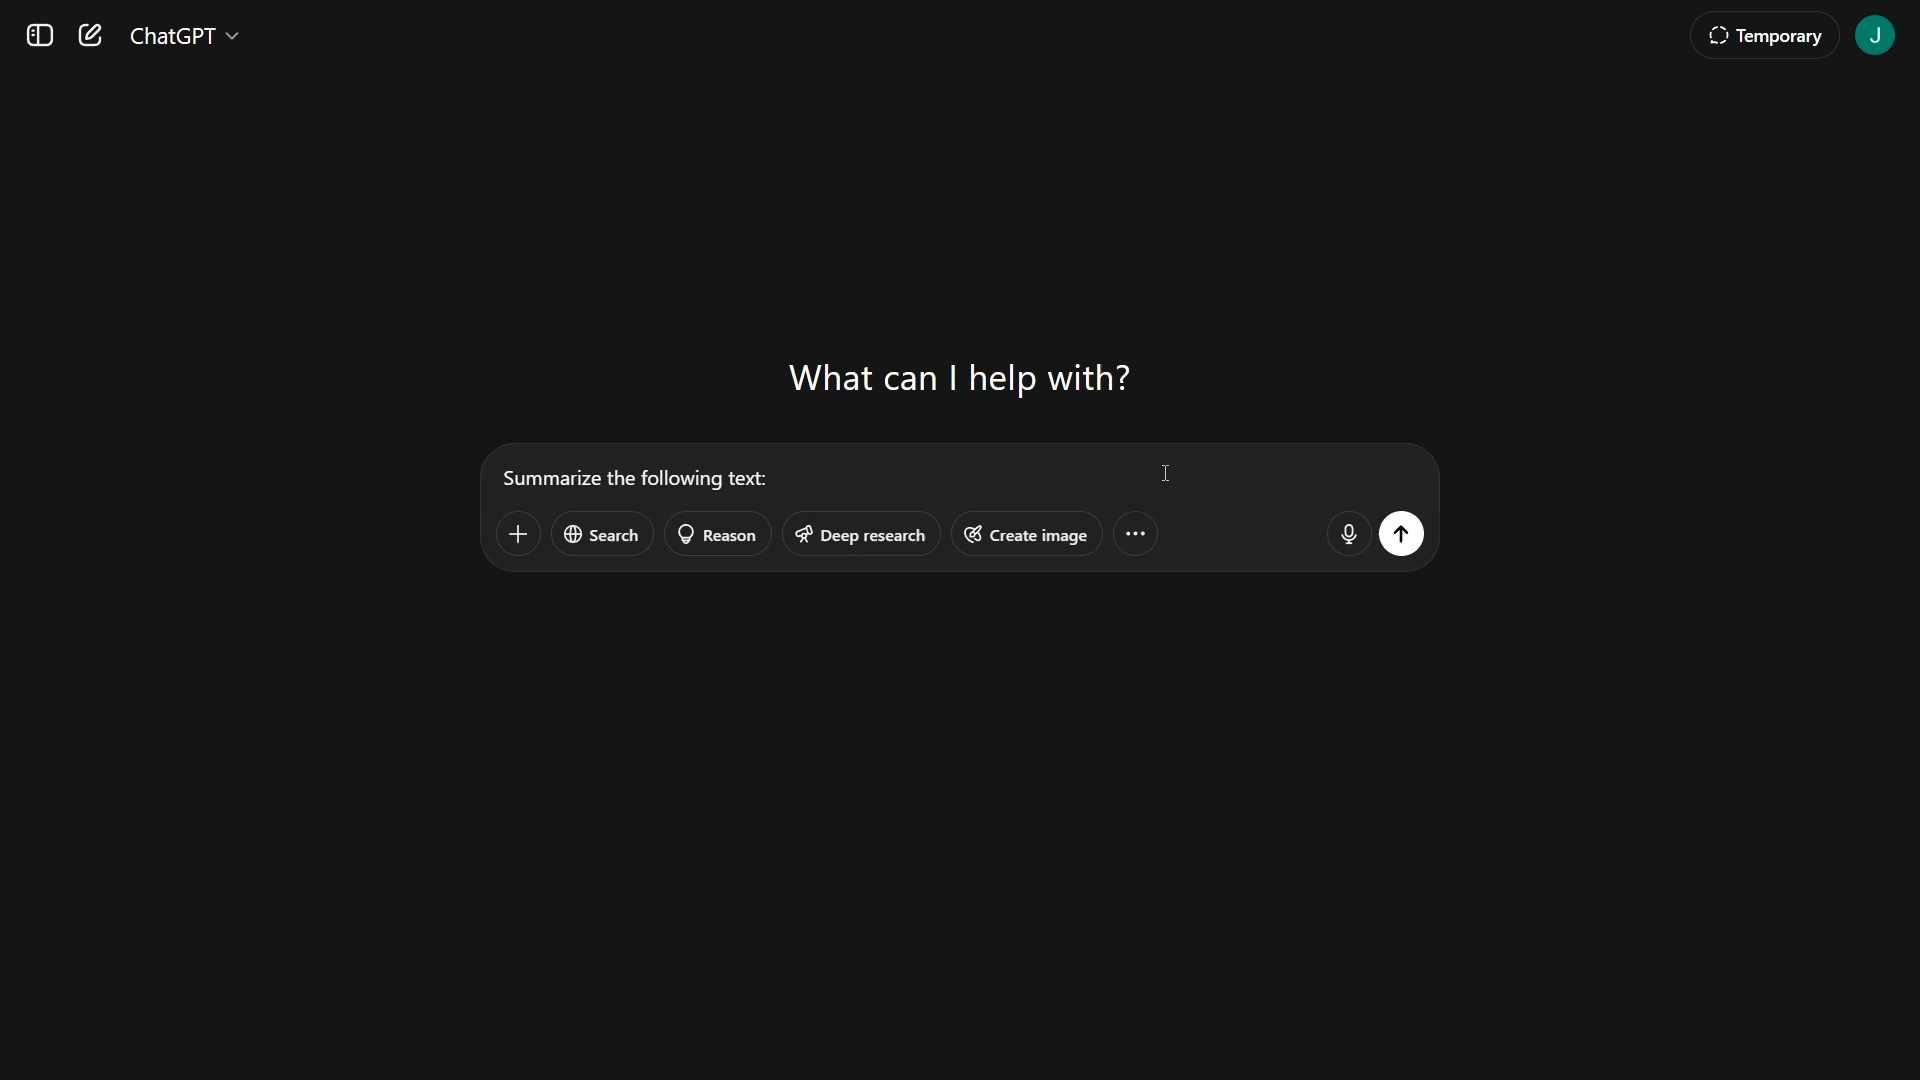 ChatGPT
Temporary
J
What can I help with?
Summarize the following text:
Search
Reason
Deep research
Create image